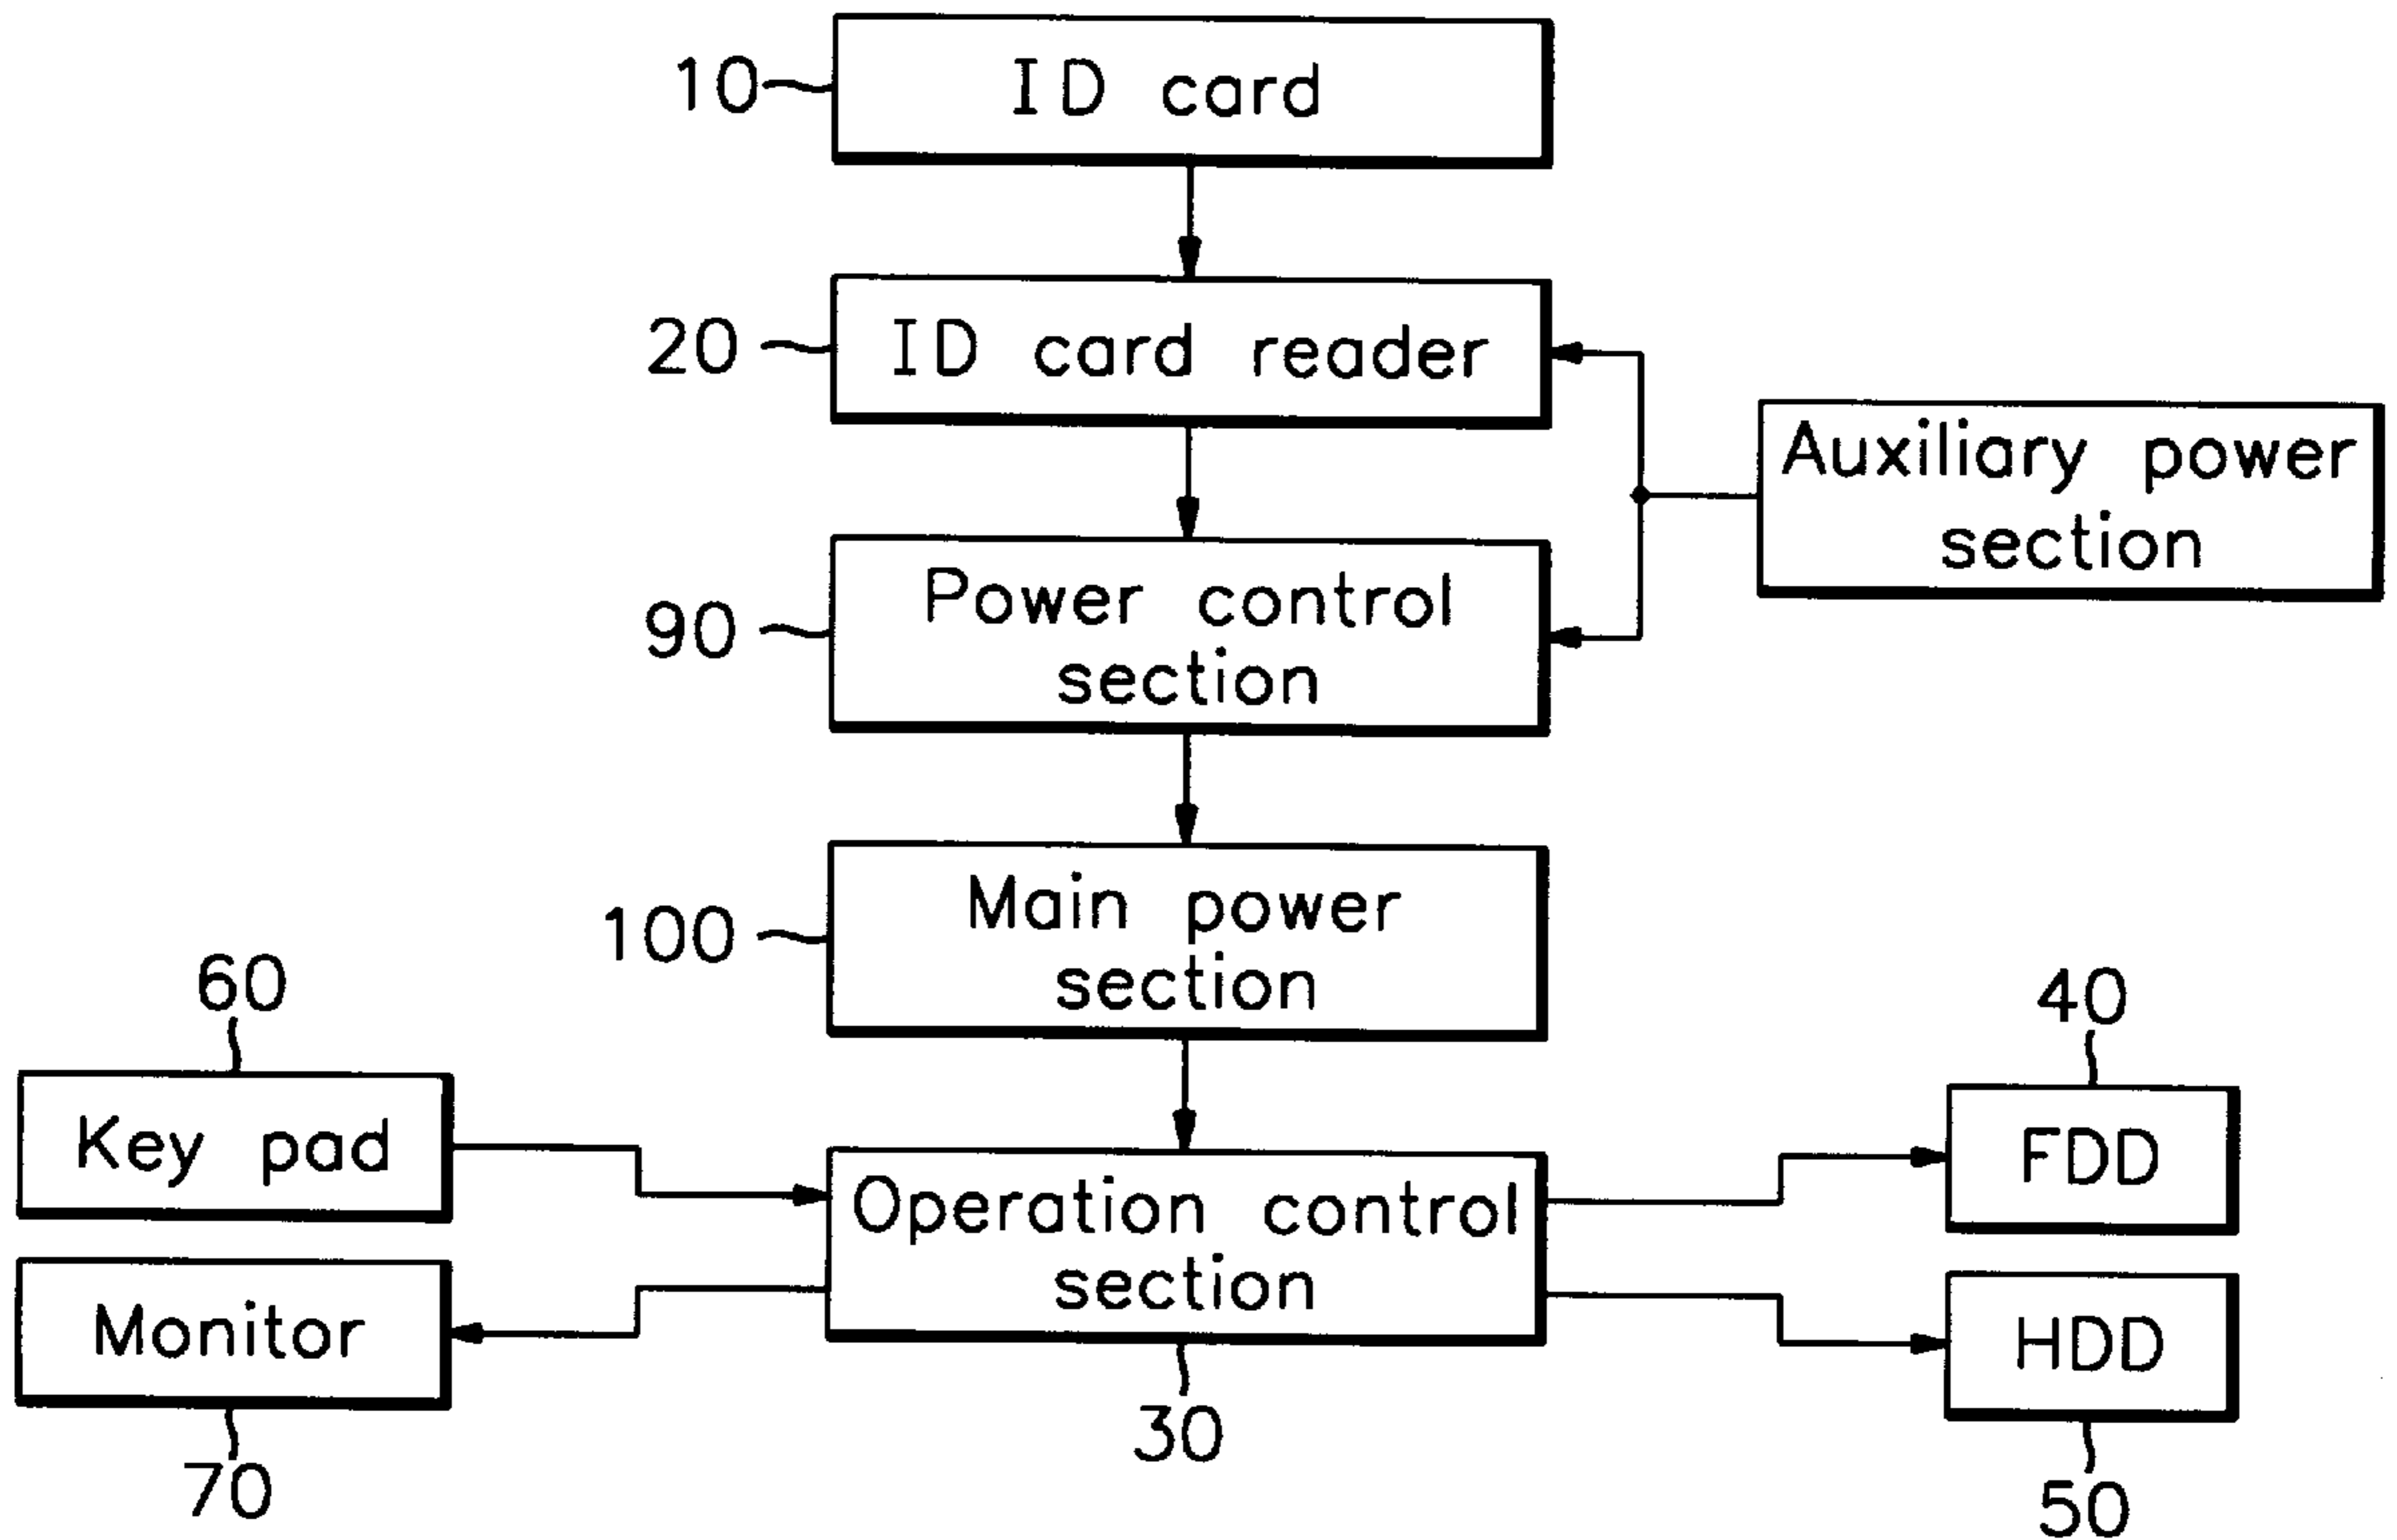 10
ID card
20
ID card reader
Auxiliary power
section
90
Power control
section
100
Main power
section
60
40
Key pad
FDD
Operation control
section
Monitor
HDD
30
70
50